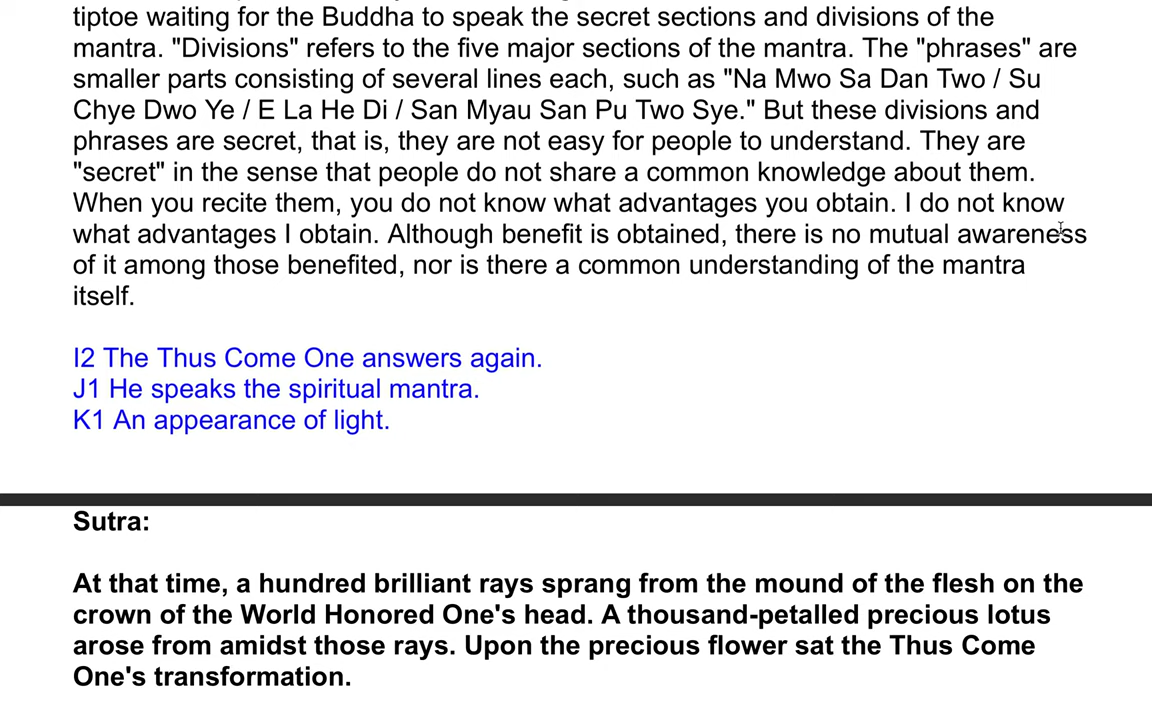 tiptoe waiting for the Buddha to speak the secret sections and divisions of the
mantra. "Divisions" refers to the five major sections of the mantra. The "phrases" are
smaller parts consisting of several lines each, such as "Na Mwo Sa Dan Two / Su
Chye Dwo Ye / E La He Di / San Myau San Pu Two Sye." But these divisions and
phrases are secret, that is, they are not easy for people to understand. They are
"secret" in the sense that people do not share a common knowledge about them.
When you recite them, you do not know what advantages you obtain. I do not know
what advantages I obtain. Although benefit is obtained, there is no mutual awareness
of it among those benefited, nor is there a common understanding of the mantra
itself.
I2 The Thus Come One answers again.
J1 He speaks the spiritual mantra.
K1 An appearance of light.
Sutra:
At that time, a hundred brilliant rays sprang from the mound of the flesh on the
crown of the World Honored One's head. A thousand-petalled precious lotus
arose from amidst those rays. Upon the precious flower sat the Thus Come
One's transformation.